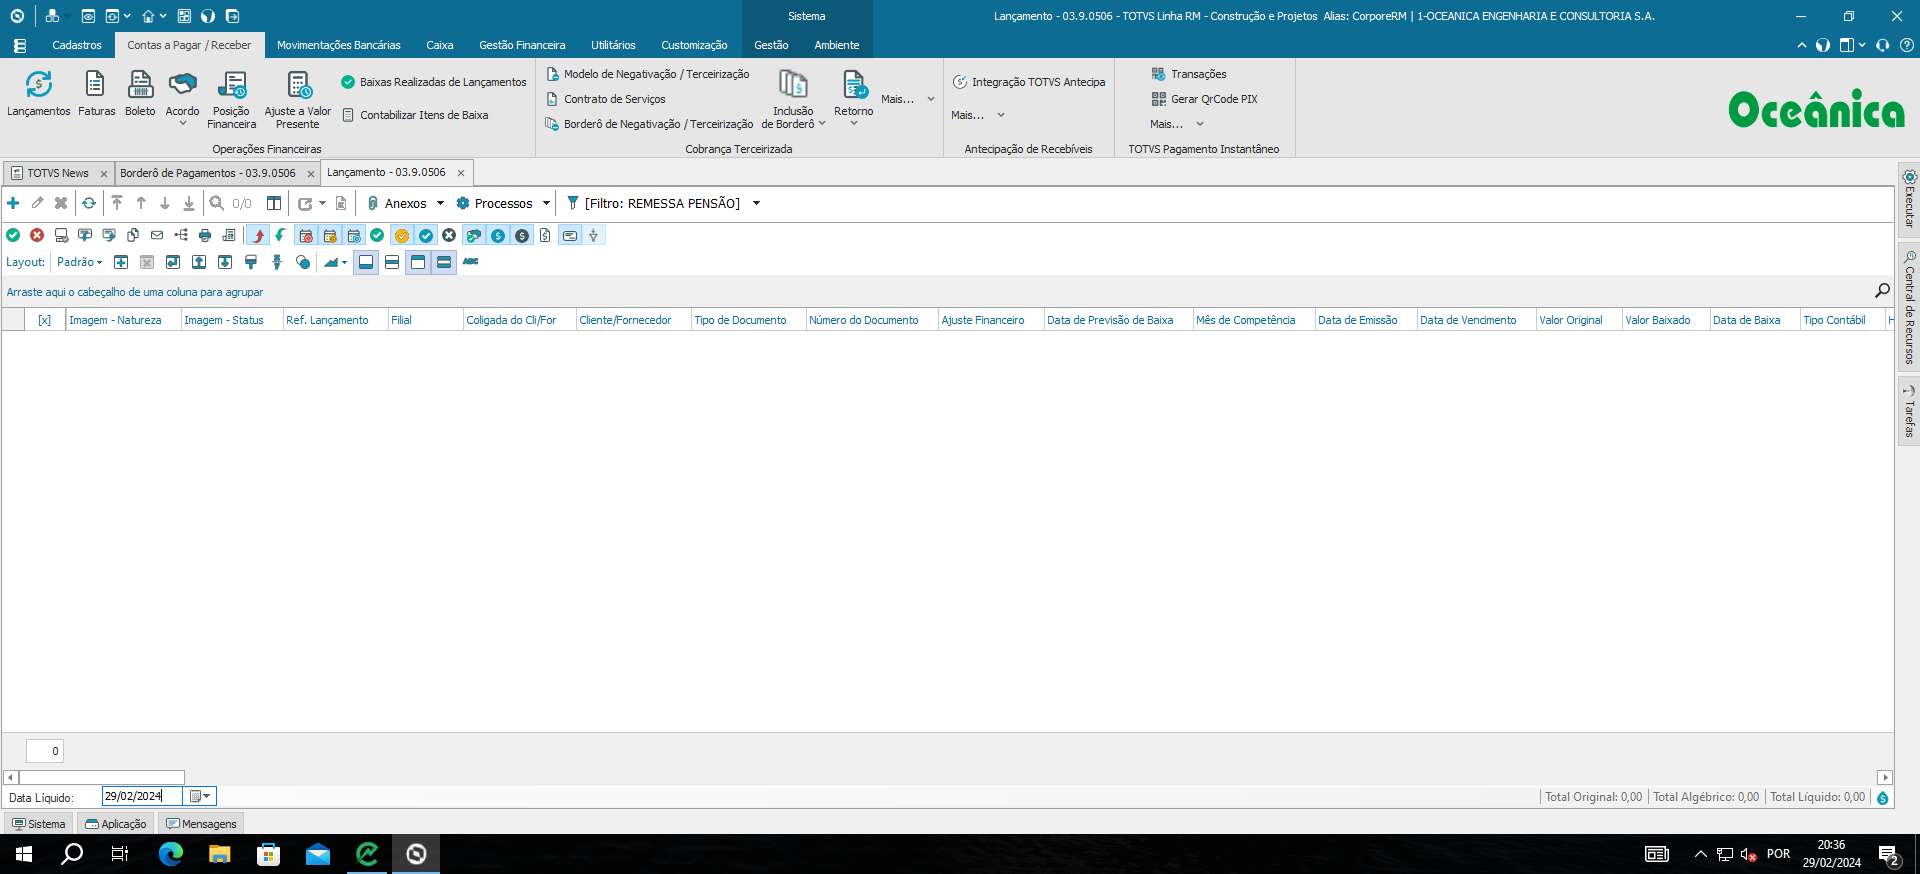 Sistema
Lançamento - 03.9.0506 - TOTVS Linha RM - Construção e Projetos  Alias: CorporeRM | 1-OCEANICA ENGENHARIA E CONSULTORIA S.A.
Cadastros
Contas a Pagar / Receber
Movimentações Bancárias
Caixa
Gestão Financeira
Utilitários
Customização
Gestão
Ambiente
Lançamentos
Faturas
Boleto
Acordo
Posição
Financeira
Ajuste a Valor
Presente
Baixas Realizadas de Lançamentos
Contabilizar Itens de Baixa
Operações Financeiras
Modelo de Negativação / Terceirização
Contrato de Serviços
Borderô de Negativação / Terceirização
Inclusão
de Borderô
Retorno
Mais...
Cobrança Terceirizada
Integração TOTVS Antecipa
Mais...
Antecipação de Recebíveis
Transações
Gerar QrCode PIX
Mais...
TOTVS Pagamento Instantâneo
Oceânica
TOTVS News
Borderô de Pagamentos - 03.9.0506
Lançamento - 03.9.0506
0/0
Anexos
Processos
[Filtro: REMESSA PENSÃO]
Layout:
Padrão
ABC
Arraste aqui o cabeçalho de uma coluna para agrupar
[x]
Imagem - Natureza
Imagem - Status
Ref. Lançamento
Filial
Coligada do Cli/For
Cliente/Fornecedor
Tipo de Documento
Número do Documento
Ajuste Financeiro
Data de Previsão de Baixa
Mês de Competência
Data de Emissão
Data de Vencimento
Valor Original
Valor Baixado
Data de Baixa
Tipo Contábil
Executar
Central de Recursos
Tarefas
0
Data Líquido:
29/02/2024
Total Original: 0,00
Total Algébrico: 0,00
Total Líquido: 0,00
Sistema
Aplicação
Mensagens
POR
20:36
29/02/2024
2